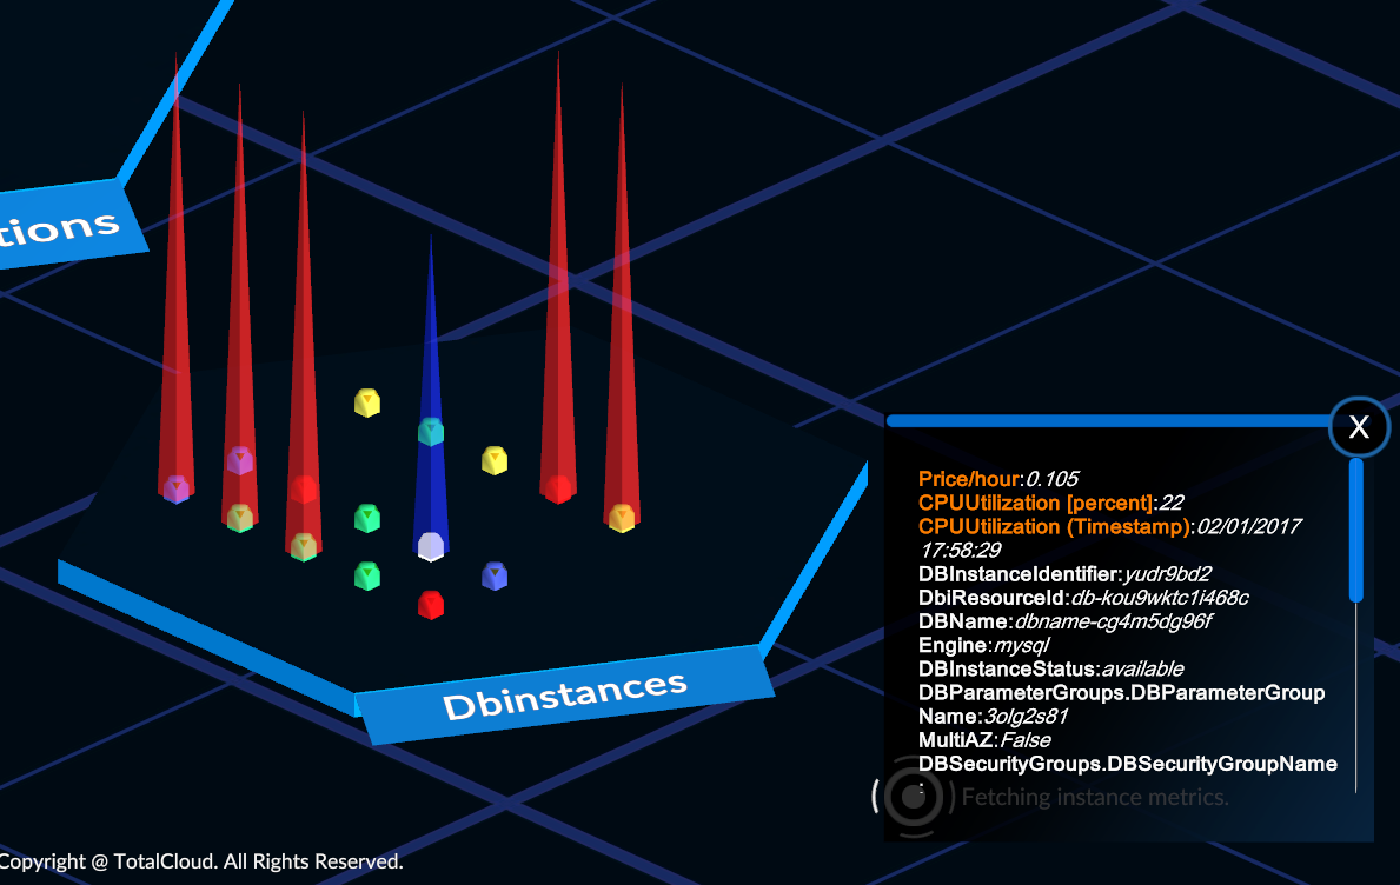 tions
X
Price/hour:0.105
CPUUtilization [percent]:22
CPUUtilization (Timestamp):02/01/2017
17:58:29
DBInstanceIdentifier:yudr9bd2
DbiResourceId:db-kou9wktc1i468c
DBName:dbname-cg4m5dg96f
Engine:mysql
DBInstanceStatus:available
DBParameterGroups.DBParameterGroup
Name:3olg2s81
MultiAZ:False
DBSecurityGroups.DBSecurityGroupName
:
Fetching instance metrics.
Dbinstances
Copyright @ TotalCloud. All Rights Reserved.